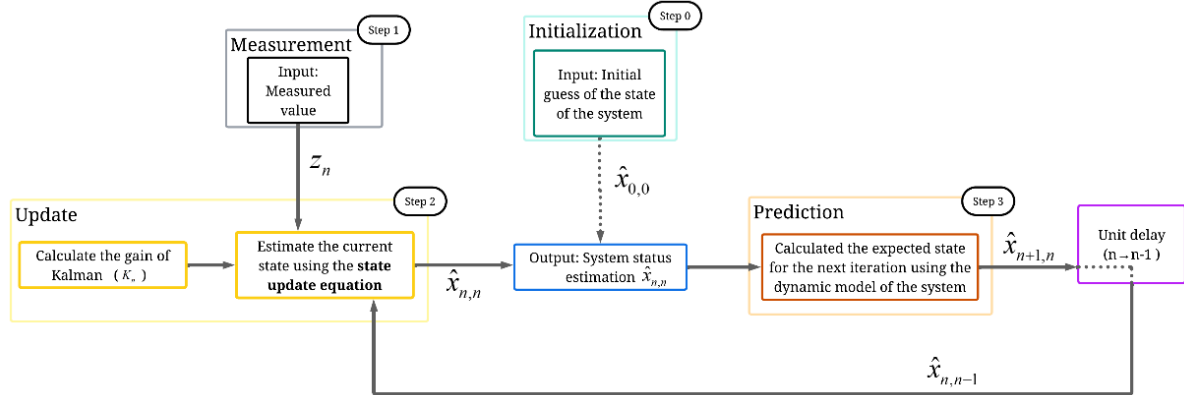 Step 1
Measurement
Input:
Measured
value
z_n
Step 0
Initialization
Input: Initial
guess of the state
of the system
x̂_{0,0}
Step 2
Update
Calculate the gain of
Kalman ( K_n )
Estimate the current
state using the state
update equation
x̂_{n,n}
Output: System status
estimation x̂_{n,n}
Step 3
Prediction
Calculated the expected state
for the next iteration using the
dynamic model of the system
x̂_{n+1,n}
Unit delay
(n→n-1 )
x̂_{n,n−1}